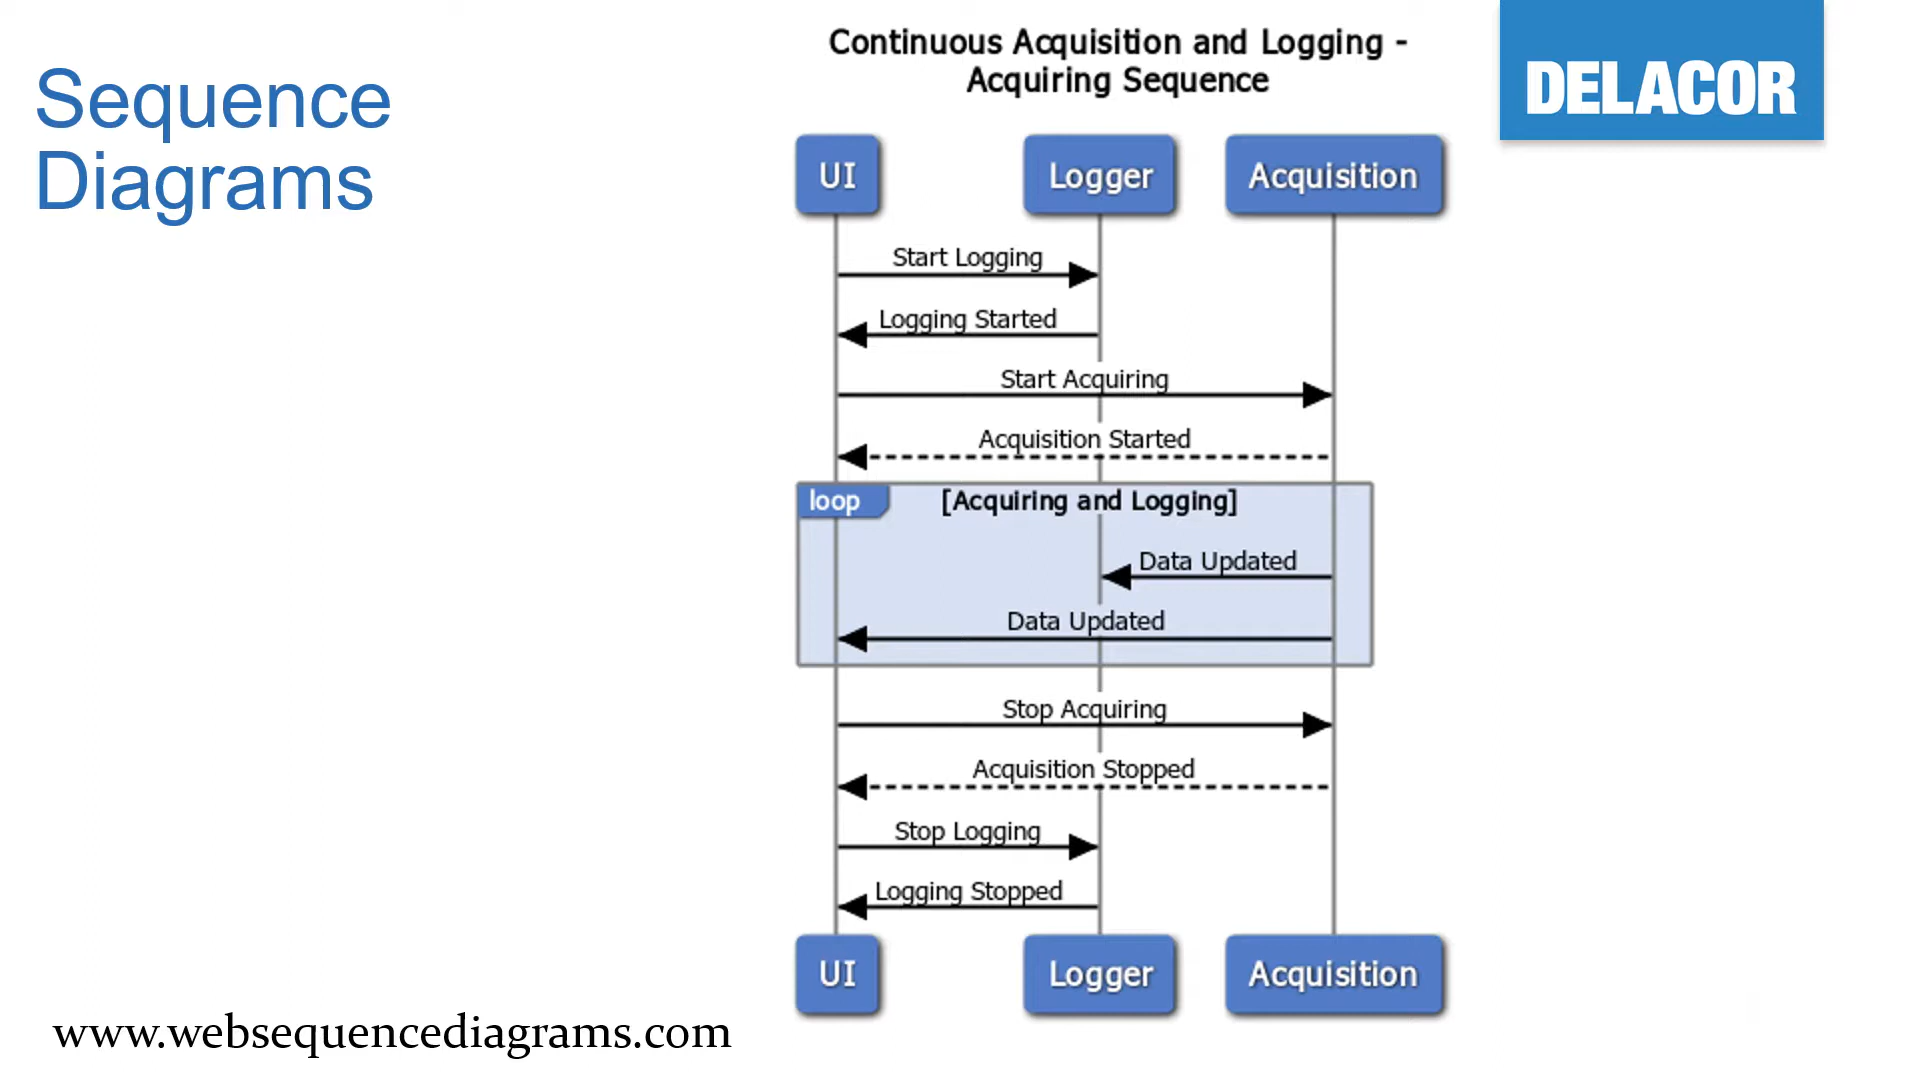 Sequence
Diagrams
Continuous Acquisition and Logging -
Acquiring Sequence
DELACOR
UI
Logger
Acquisition
Start Logging
Logging Started
Start Acquiring
Acquisition Started
loop
[Acquiring and Logging]
Data Updated
Data Updated
Stop Acquiring
Acquisition Stopped
Stop Logging
Logging Stopped
UI
Logger
Acquisition
www.websequencediagrams.com